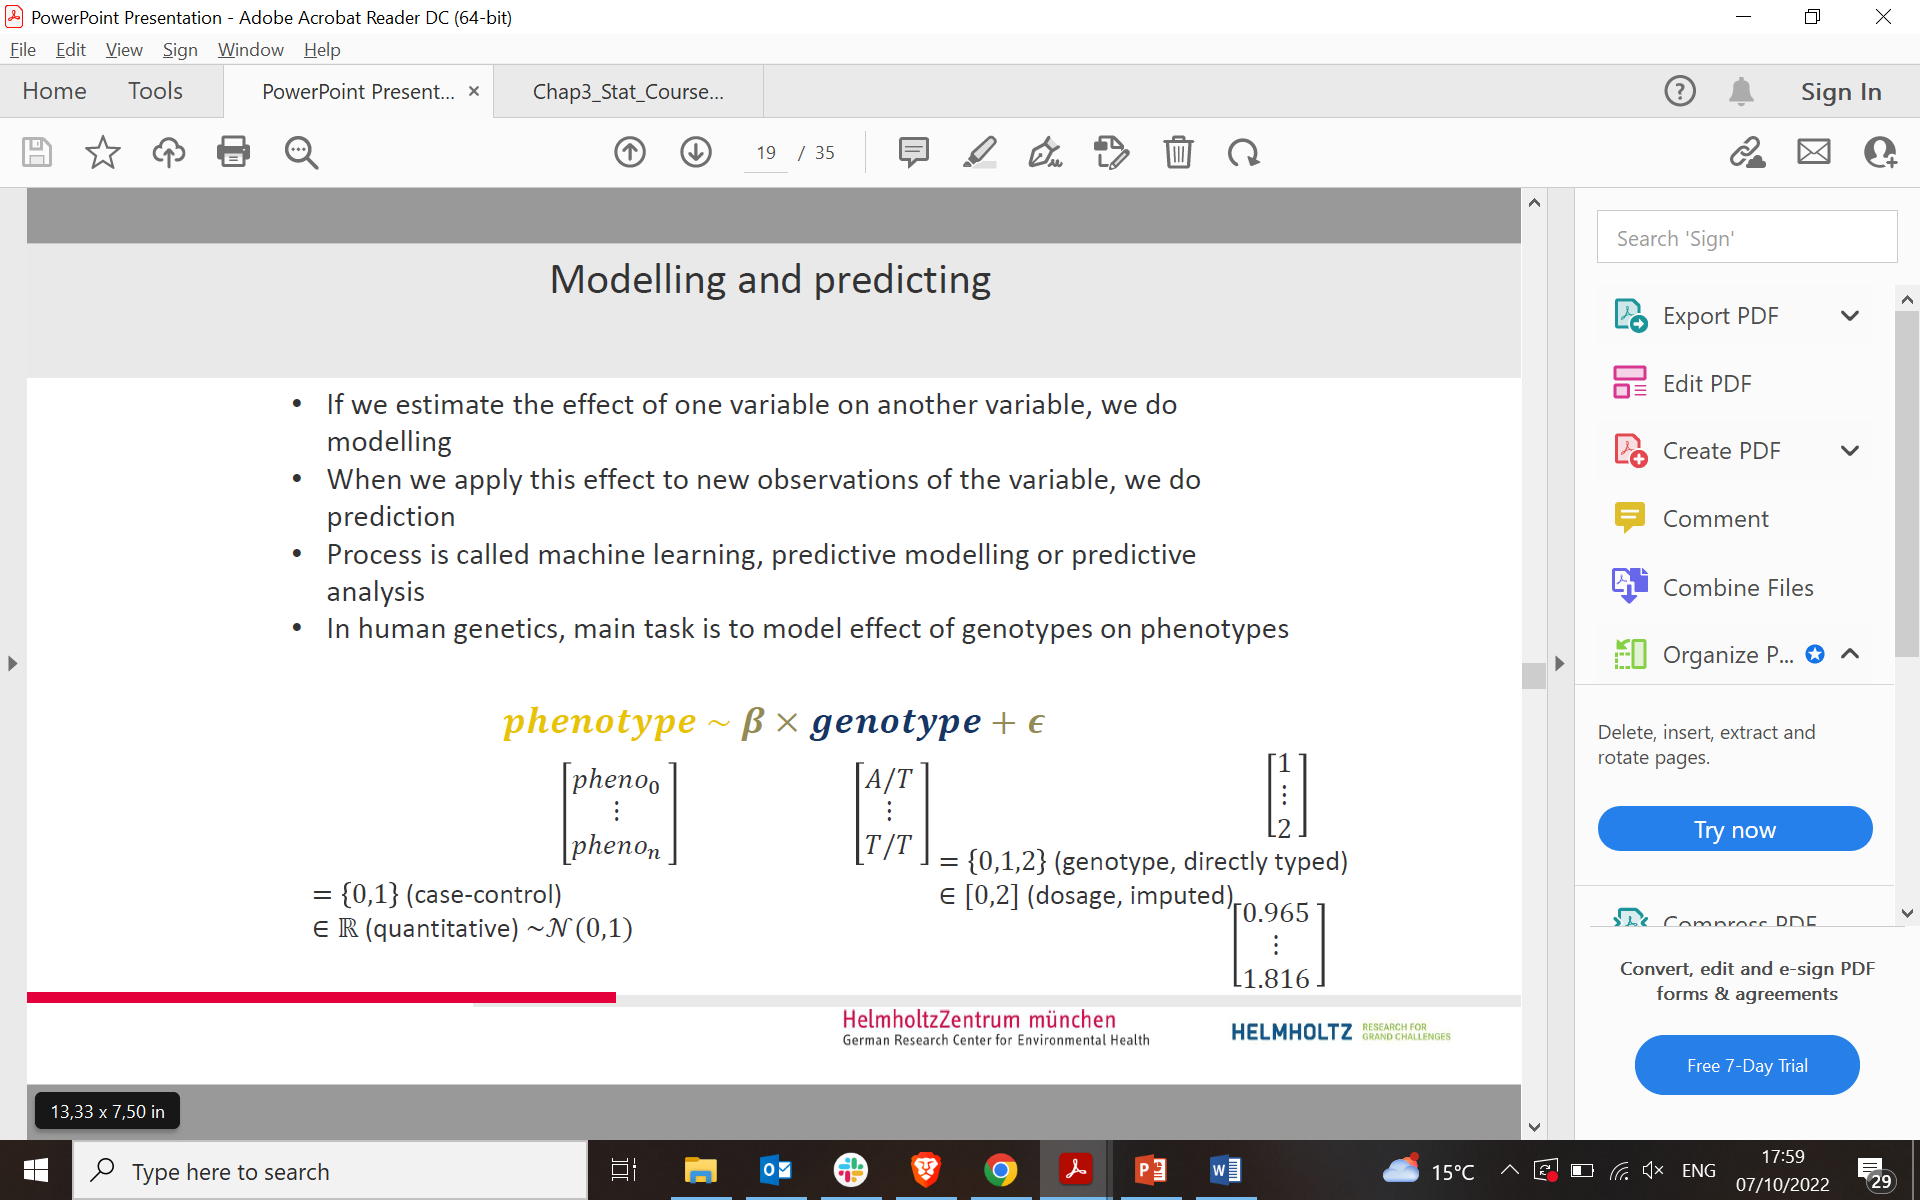 PowerPoint Presentation - Adobe Acrobat Reader DC (64-bit)
File Edit View Sign Window Help
Home Tools PowerPoint Present... × Chap3_Stat_Course... Sign In
19 / 35
Search 'Sign'
Modelling and predicting
• If we estimate the effect of one variable on another variable, we do
modelling
• When we apply this effect to new observations of the variable, we do
prediction
• Process is called machine learning, predictive modelling or predictive
analysis
• In human genetics, main task is to model effect of genotypes on phenotypes
phenotype ~ β × genotype + ϵ
[pheno₀
⋮
phenoₙ]
[A/T
⋮
T/T]
[1
⋮
2]
= {0,1} (case-control)
∈ ℝ (quantitative) ~𝒩(0,1)
= {0,1,2} (genotype, directly typed)
∈ [0,2] (dosage, imputed)
[0.965
⋮
1.816]
HelmholtzZentrum münchen
German Research Center for Environmental Health
HELMHOLTZ RESEARCH FOR
GRAND CHALLENGES
13,33 x 7,50 in
Export PDF
Edit PDF
Create PDF
Comment
Combine Files
Organize P...
Delete, insert, extract and
rotate pages.
Try now
Compress PDF
Convert, edit and e-sign PDF
forms & agreements
Free 7-Day Trial
Type here to search
15°C ENG 17:59
07/10/2022
29